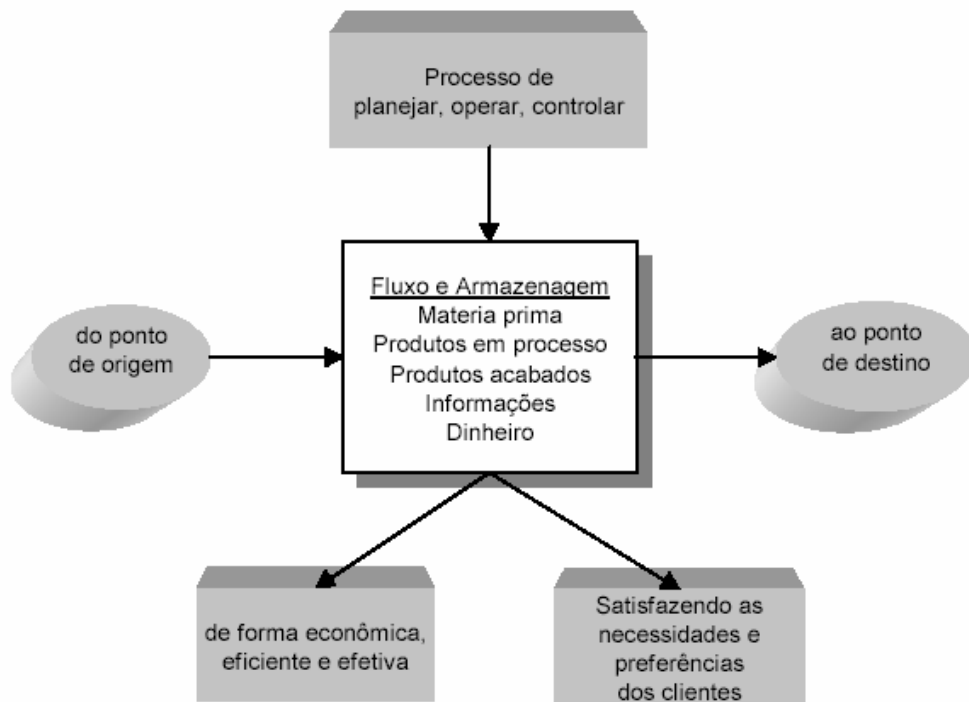 Processo de
planejar, operar, controlar
do ponto
de origem
Fluxo e Armazenagem
Materia prima
Produtos em processo
Produtos acabados
Informações
Dinheiro
ao ponto
de destino
de forma econômica,
eficiente e efetiva
Satisfazendo as
necessidades e
preferências
dos clientes